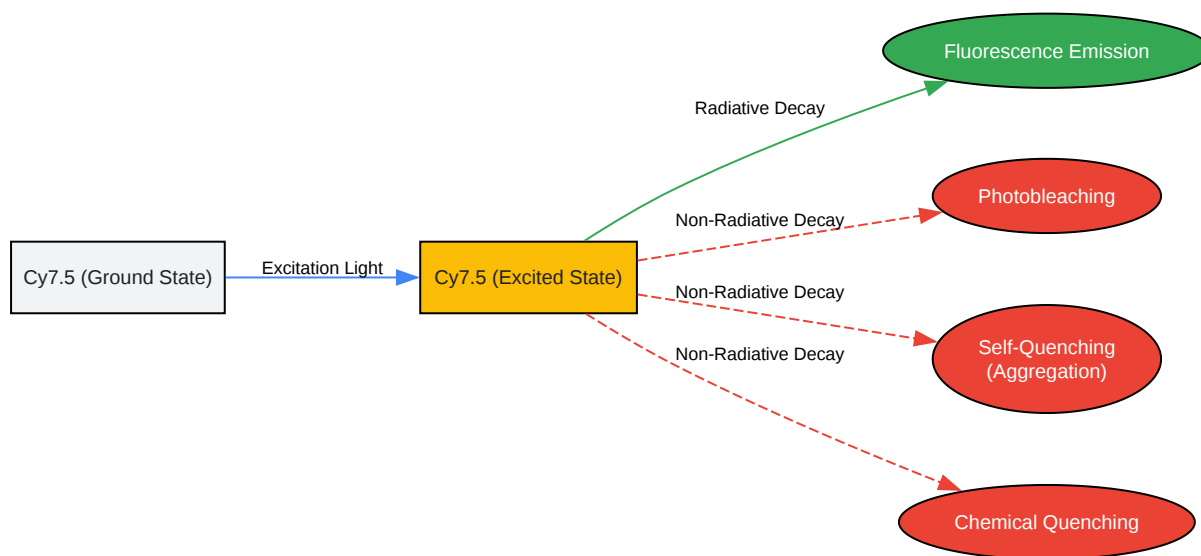 Fluorescence Emission
Radiative Decay
Photobleaching
Non-Radiative Decay
Cy7.5 (Ground State)
Excitation Light
Cy7.5 (Excited State)
Non-Radiative Decay
Self-Quenching
(Aggregation)
Non-Radiative Decay
Chemical Quenching